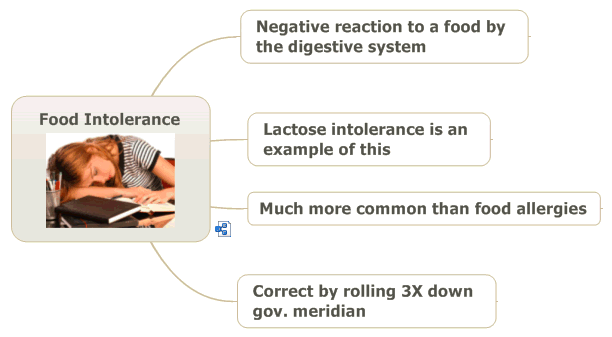 Food Intolerance
Negative reaction to a food by
the digestive system
Lactose intolerance is an
example of this
Much more common than food allergies
Correct by rolling 3X down
gov. meridian